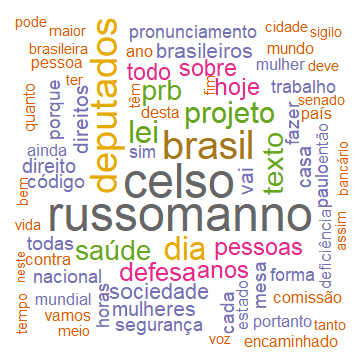 pode
maior
pronunciamento
cidade
sigilo
brasileira
ano
brasileiros
mundo
pessoa
deputados
todo
sobre
mulher
deve
quanto
porque
ter
têm
prb
fim
hoje
trabalho
direitos
desta
projeto
senado
ainda
lei
brasil
fazer
país
sim
texto
casa
então
direito
vai
paulo
bancário
código
celso
bem
russomanno
deficiência
assim
vida
todas
saúde
dia
pessoas
contra
defesa
anos
neste
nacional
sociedade
cada
estado
mesa
forma
tempo
mundial
horas
mulheres
comissão
vamos
segurança
portanto
tanto
meio
voz
encaminhado